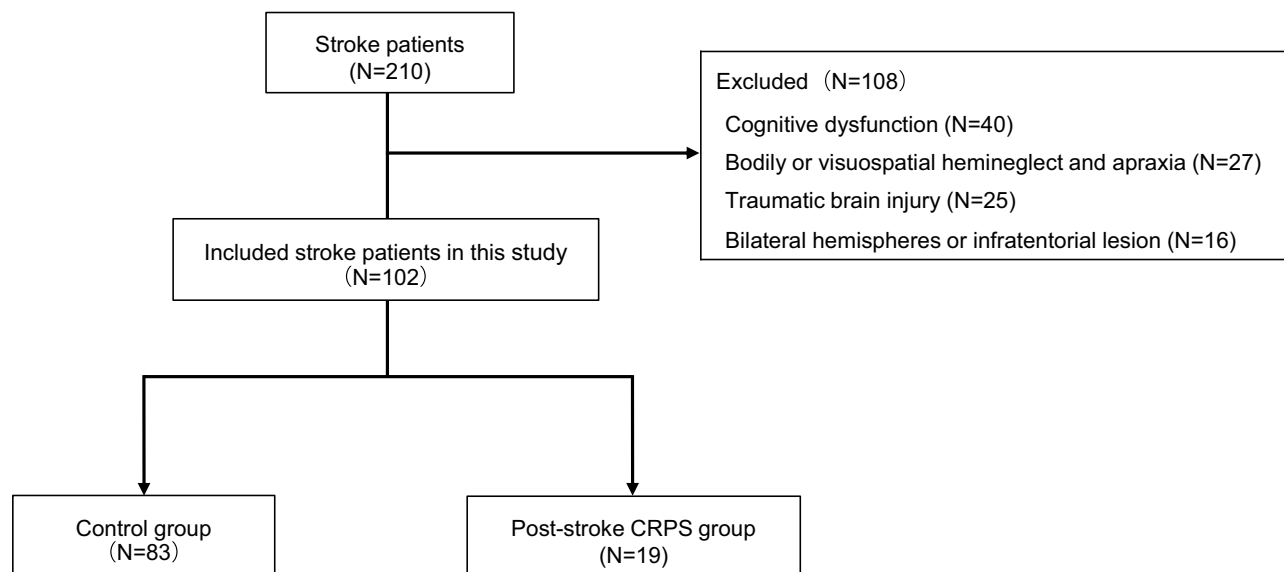 Stroke patients
(N=210)
Excluded（N=108）
Cognitive dysfunction (N=40)
Bodily or visuospatial hemineglect and apraxia (N=27)
Traumatic brain injury (N=25)
Bilateral hemispheres or infratentorial lesion (N=16)
Included stroke patients in this study
（N=102）
Control group
（N=83）
Post-stroke CRPS group
(N=19)